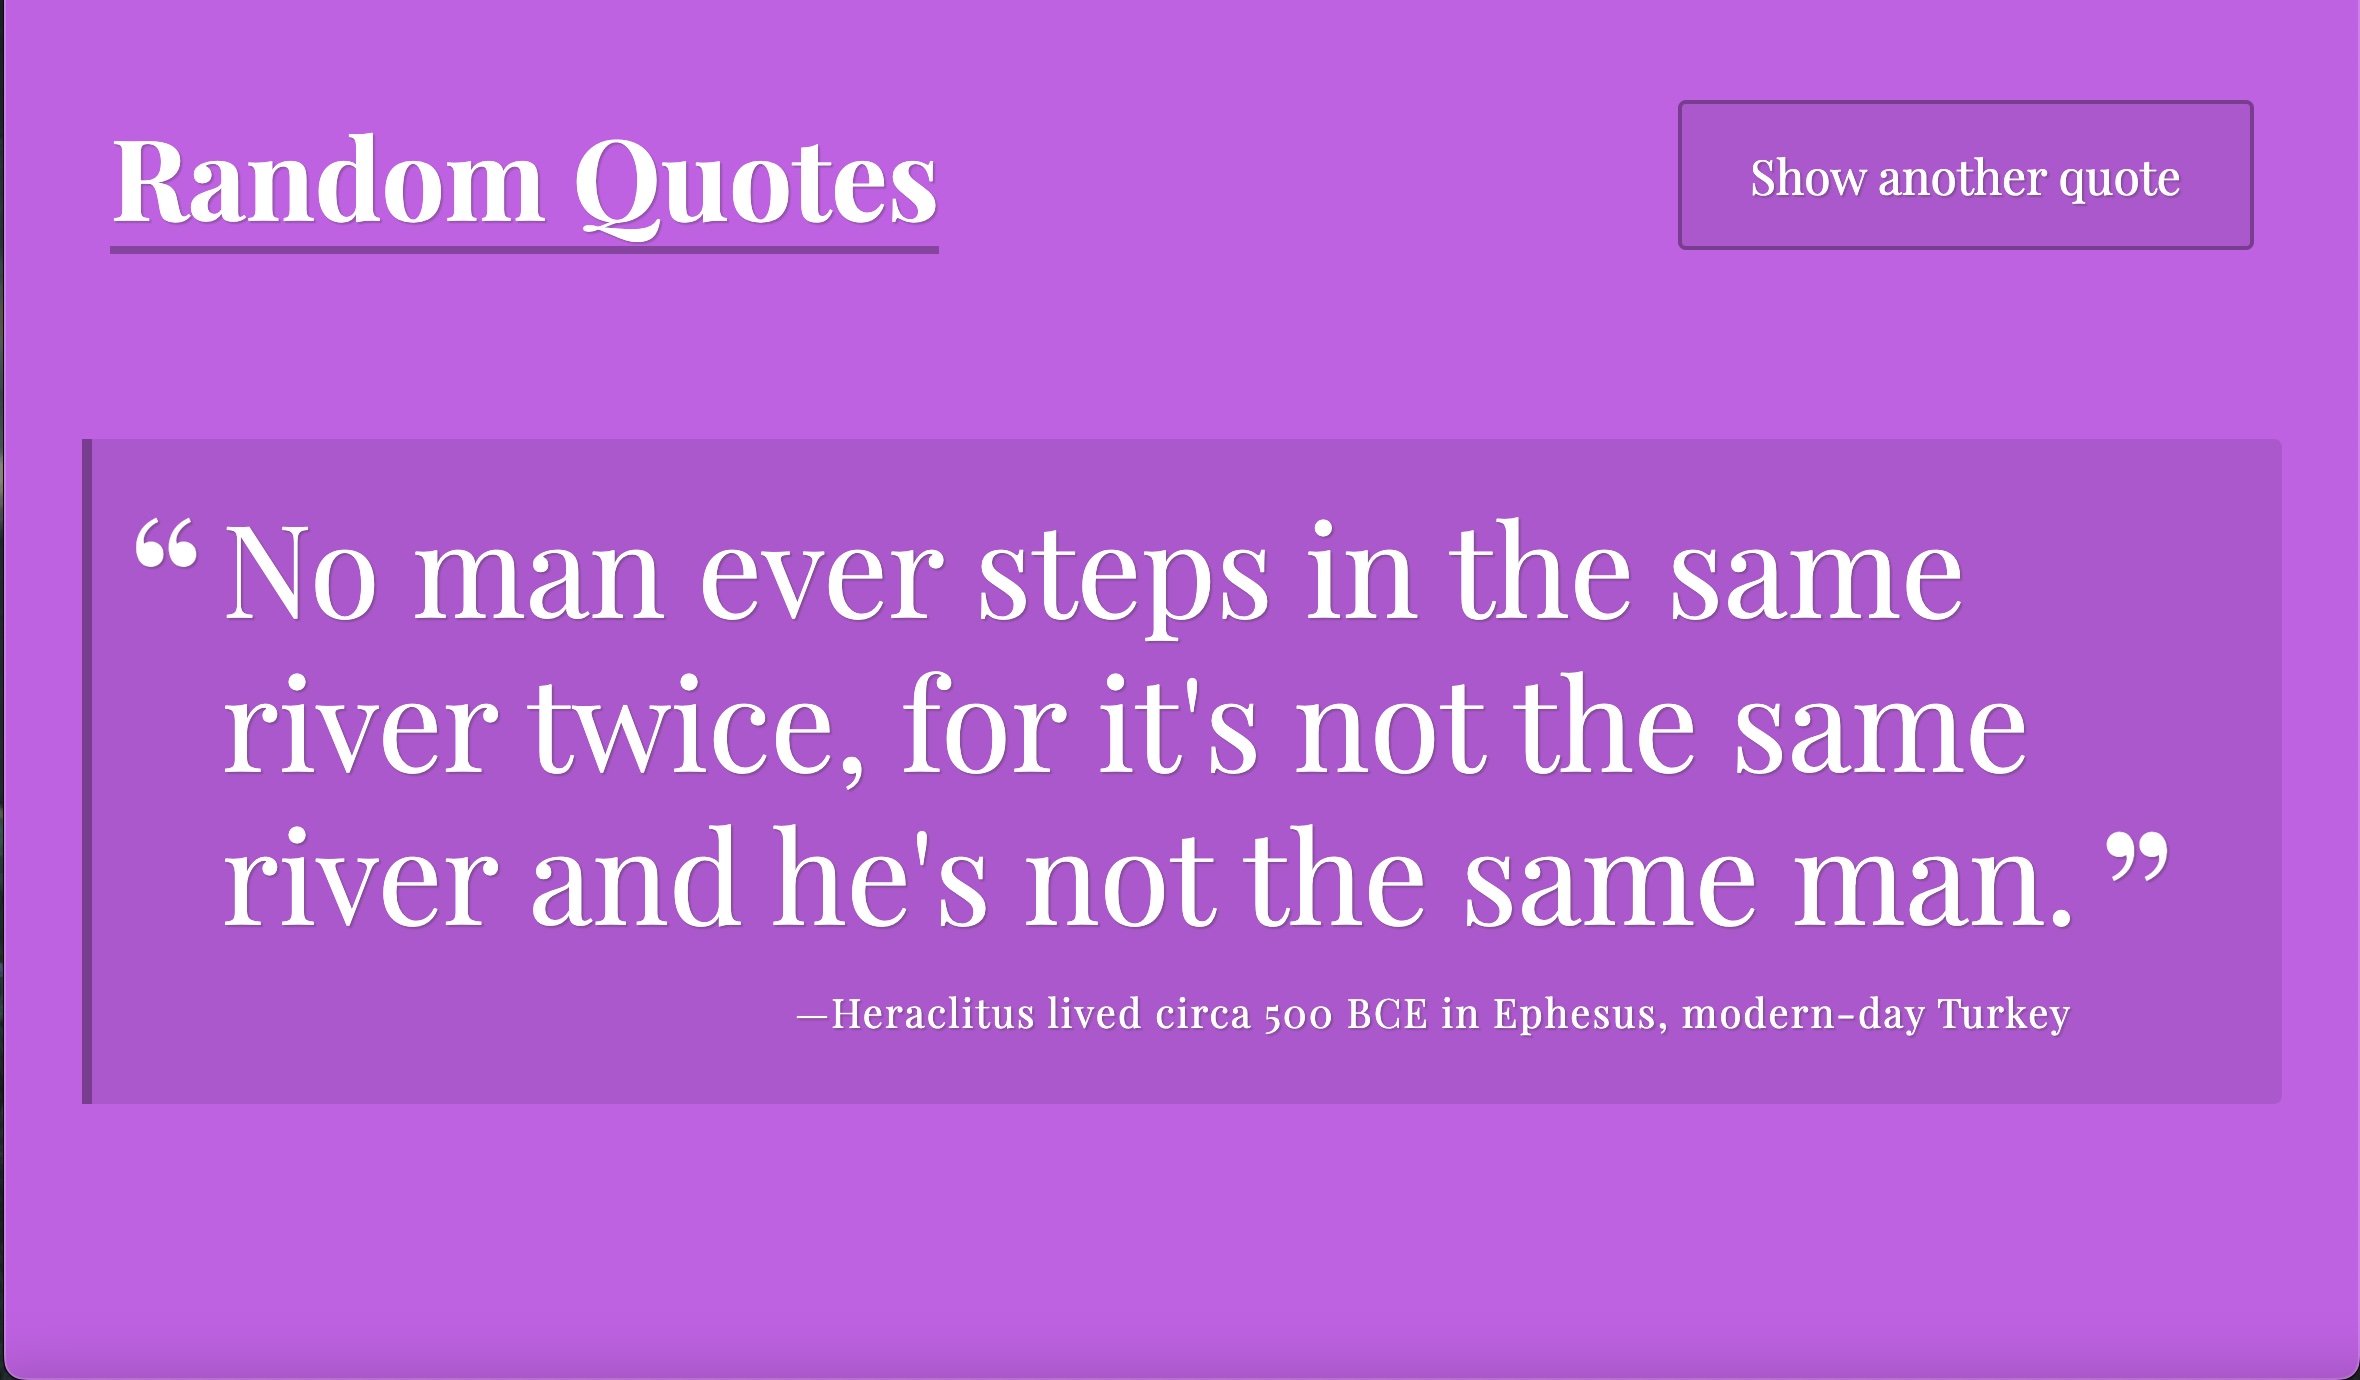 Random Quotes
Show another quote
“No man ever steps in the same
river twice, for it's not the same
river and he's not the same man.”
—Heraclitus lived circa 500 BCE in Ephesus, modern-day Turkey